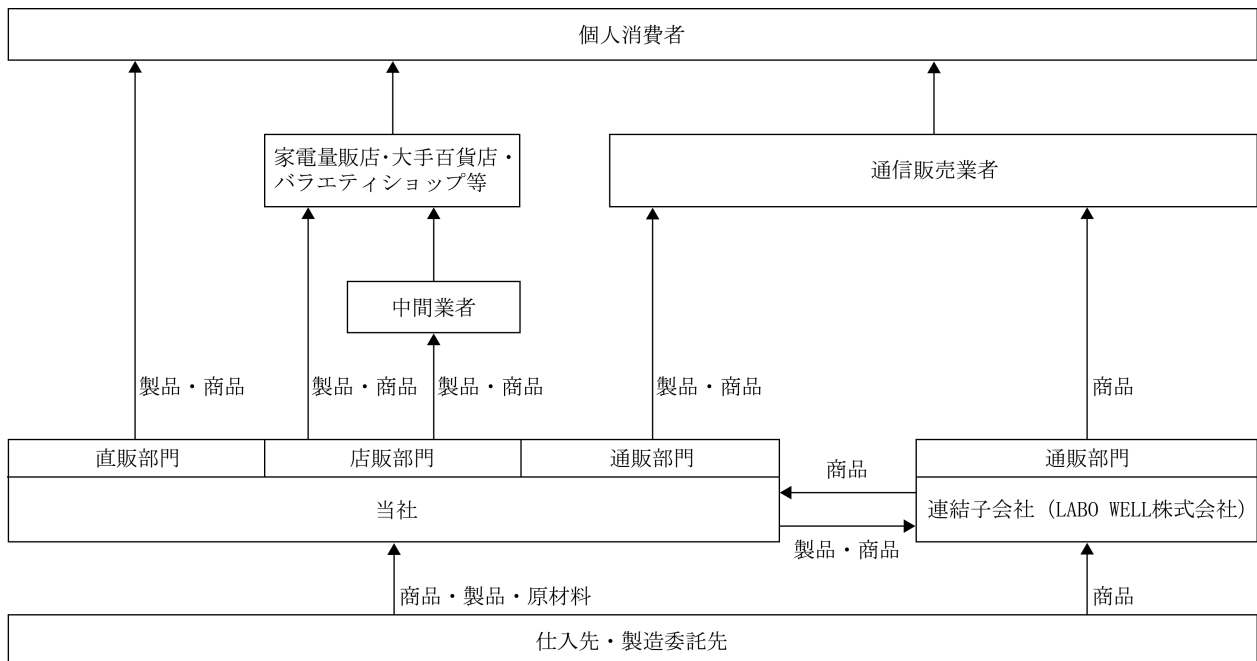 個人消費者
家電量販店・大手百貨店・
バラエティショップ等
通信販売業者
中間業者
製品・商品
製品・商品
製品・商品
製品・商品
商品
直販部門
店販部門
通販部門
通販部門
商品
当社
連結子会社 (LABO WELL株式会社)
製品・商品
商品・製品・原材料
商品
仕入先・製造委託先